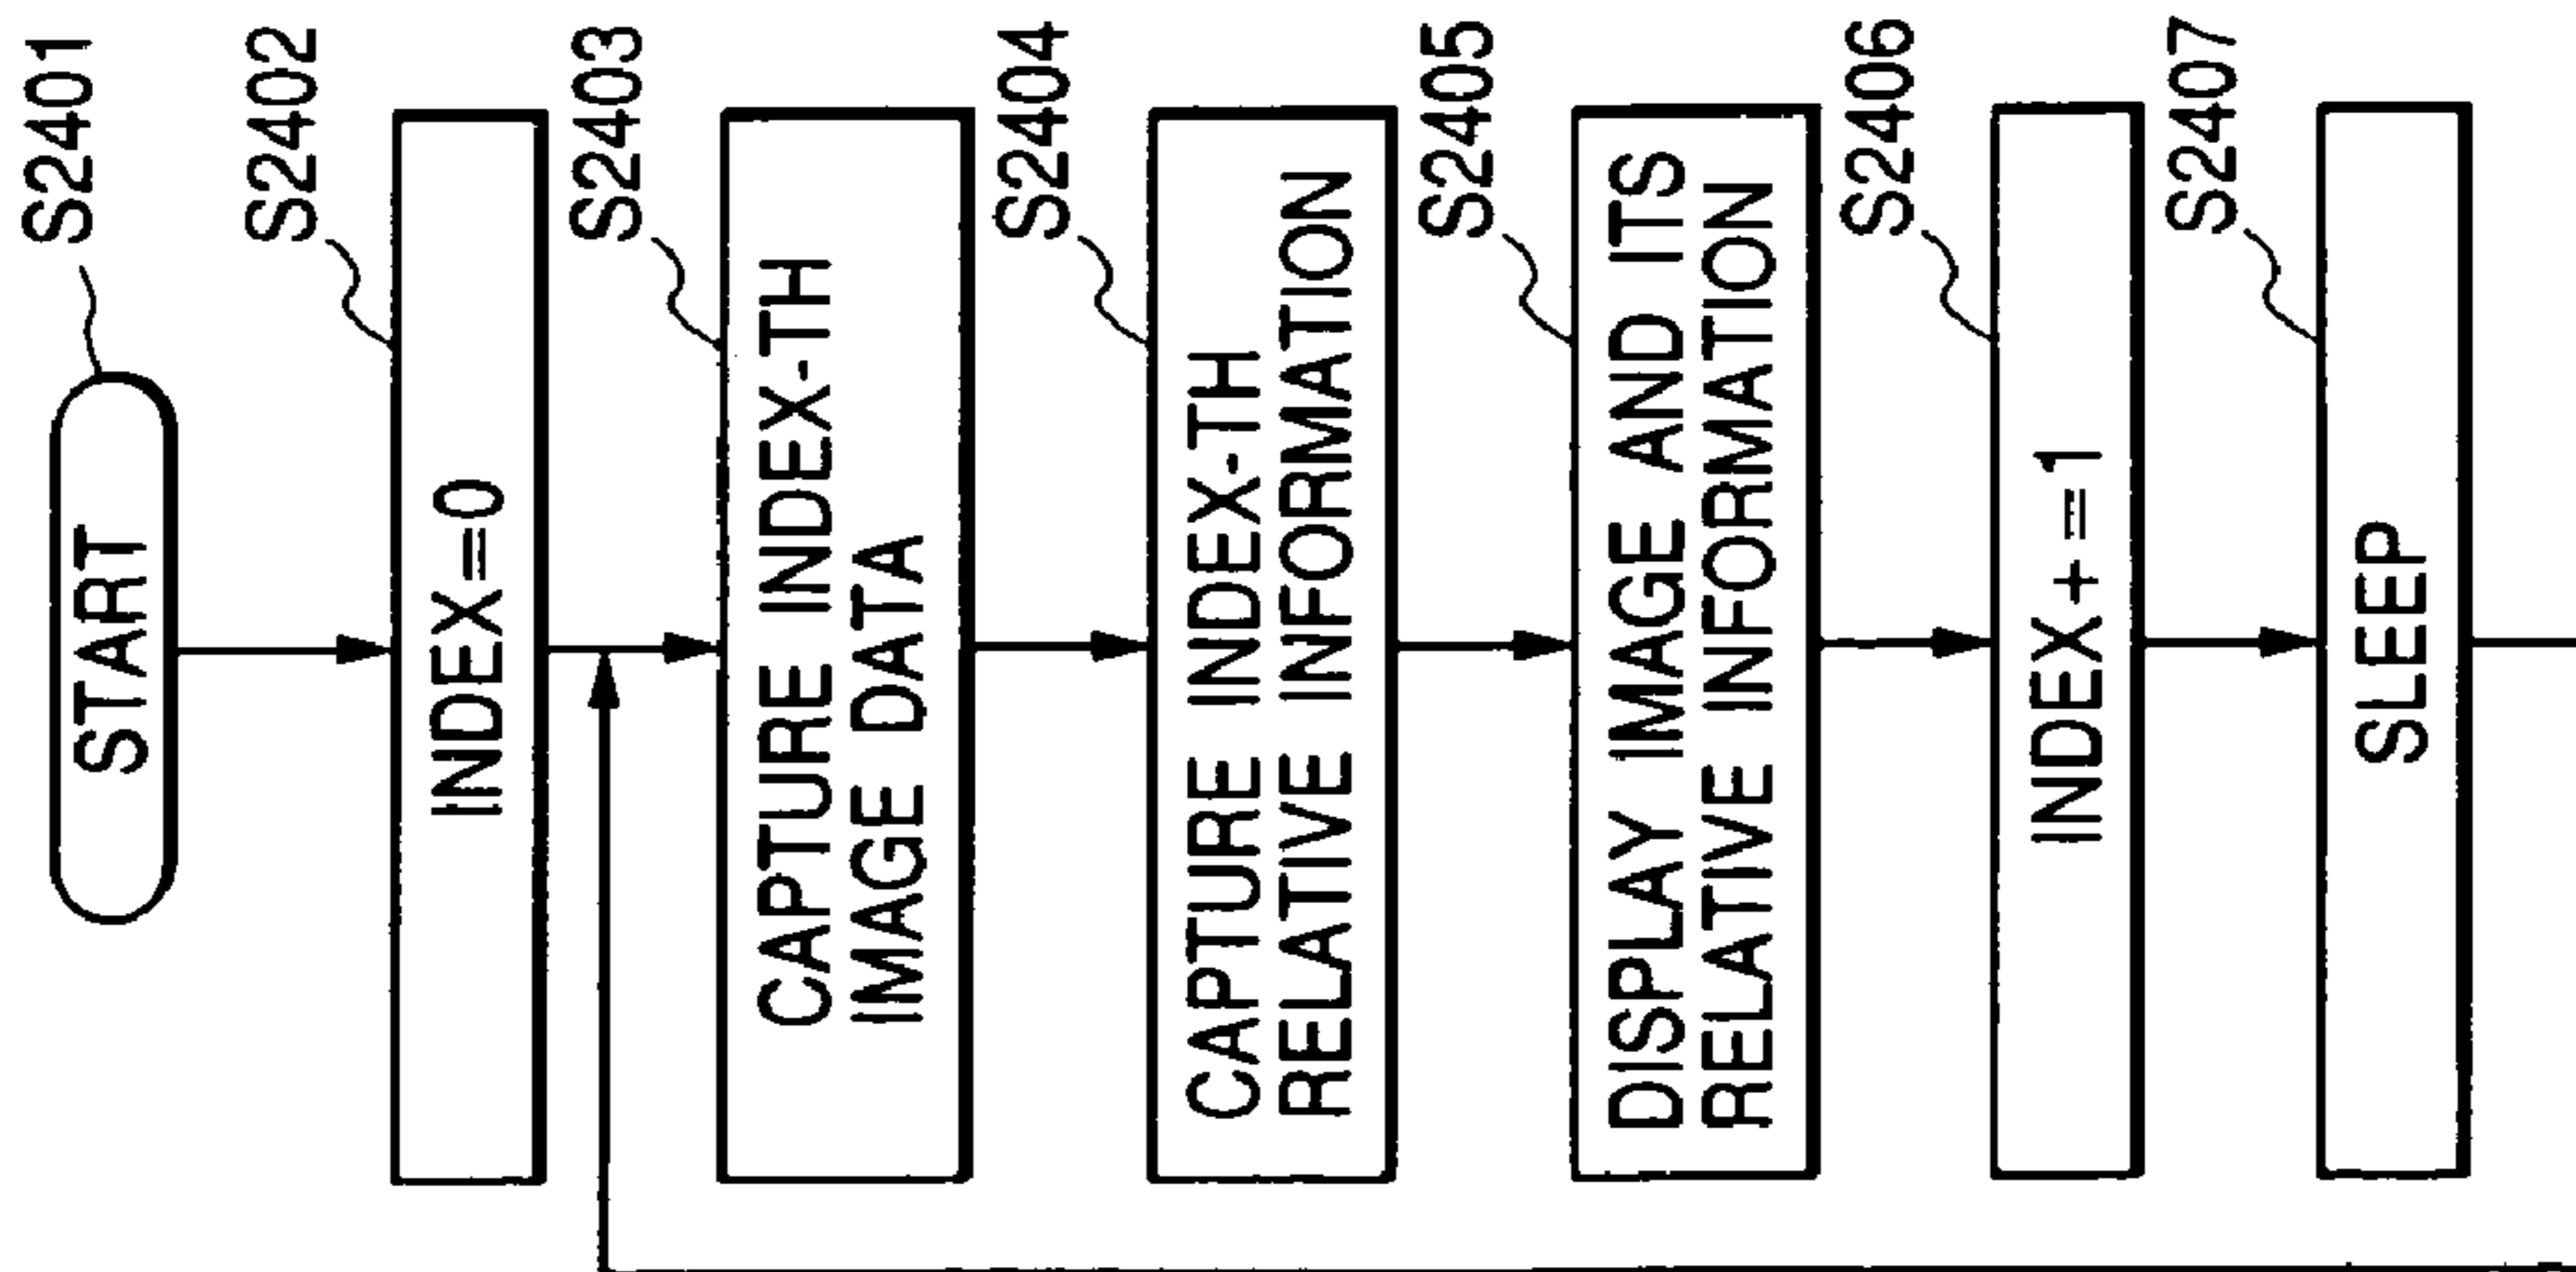 START
S2401
INDEX=0
S2402
CAPTURE INDEX-TH
IMAGE DATA
S2403
CAPTURE INDEX-TH
RELATIVE INFORMATION
S2404
DISPLAY IMAGE AND ITS
RELATIVE INFORMATION
S2405
INDEX+=1
S2406
SLEEP
S2407